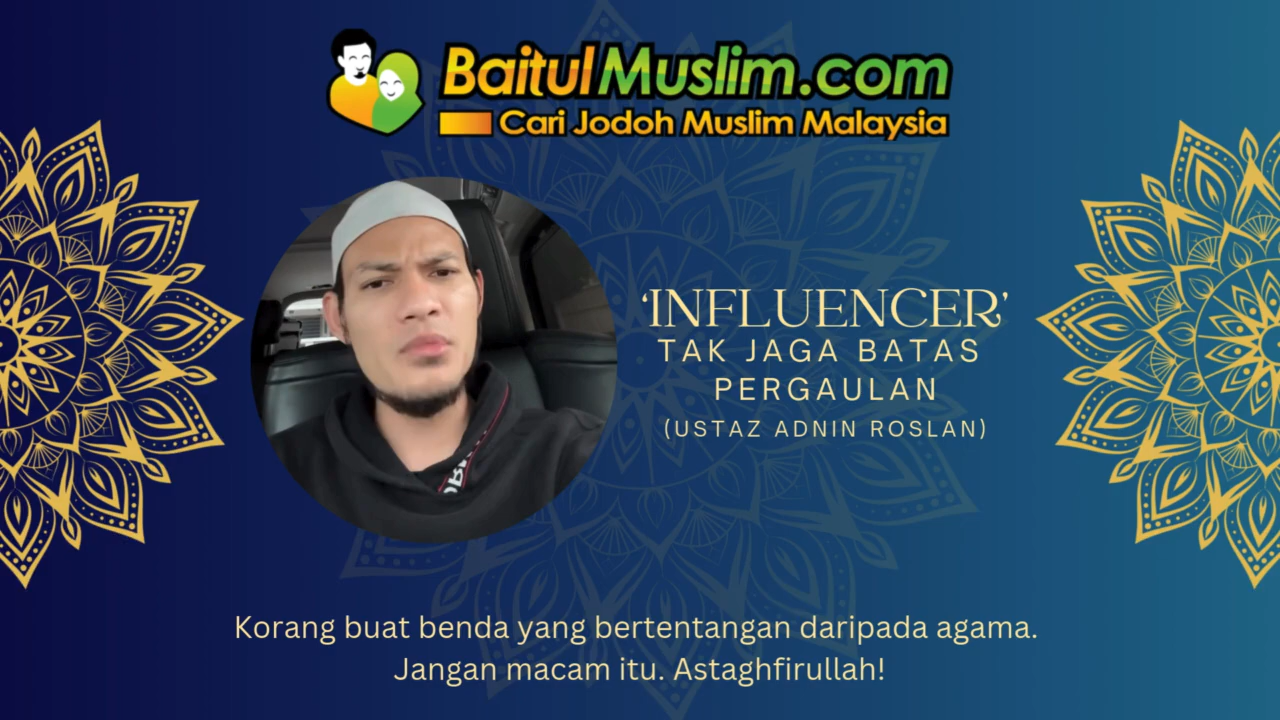 BaitulMuslim.com
Cari Jodoh Muslim Malaysia
‘INFLUENCER’
TAK JAGA BATAS
PERGAULAN
(USTAZ ADNIN ROSLAN)
Korang buat benda yang bertentangan daripada agama.
Jangan macam itu. Astaghfirullah!